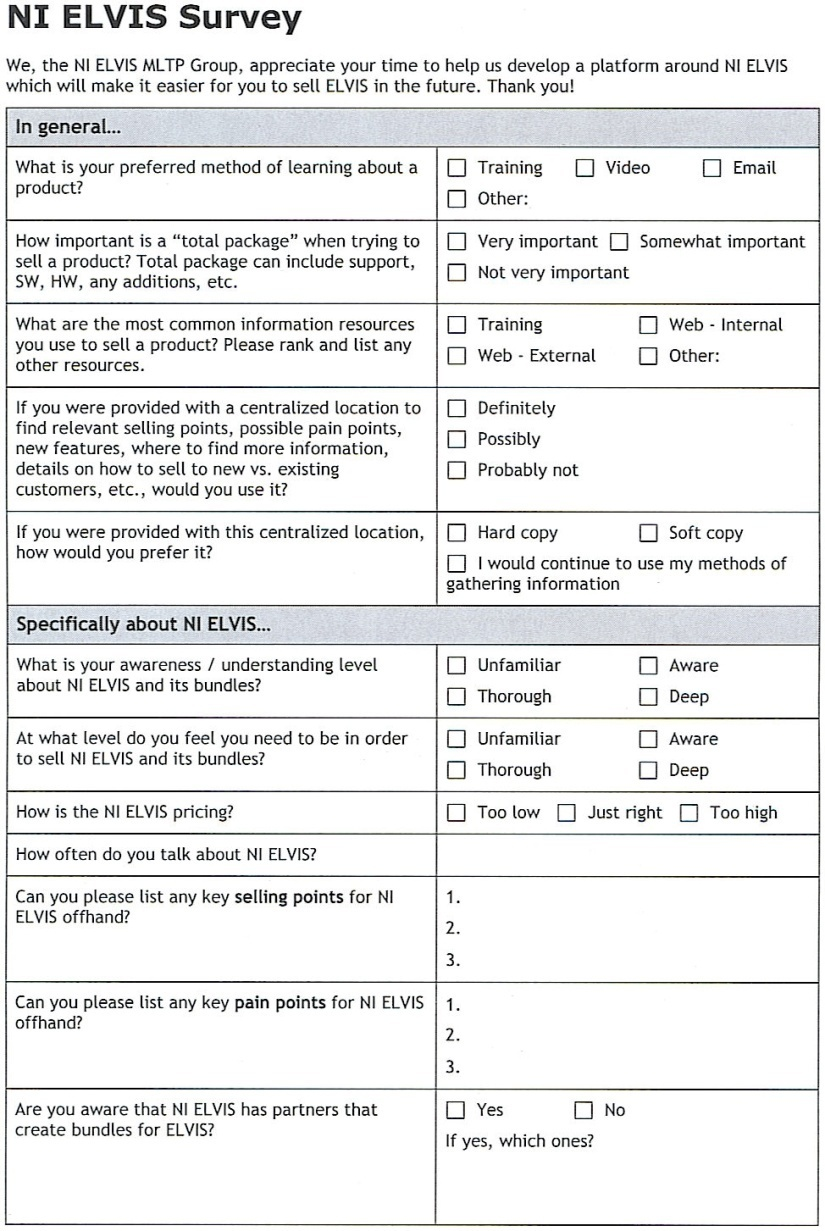 NI ELVIS Survey
We, the NI ELVIS MLTP Group, appreciate your time to help us develop a platform around NI ELVIS
which will make it easier for you to sell ELVIS in the future. Thank you!
In general...
What is your preferred method of learning about a
product?
☐ Training ☐ Video ☐ Email
☐ Other:
How important is a “total package” when trying to
sell a product? Total package can include support,
SW, HW, any additions, etc.
☐ Very important ☐ Somewhat important
☐ Not very important
What are the most common information resources
you use to sell a product? Please rank and list any
other resources.
☐ Training ☐ Web - Internal
☐ Web - External ☐ Other:
If you were provided with a centralized location to
find relevant selling points, possible pain points,
new features, where to find more information,
details on how to sell to new vs. existing
customers, etc., would you use it?
☐ Definitely
☐ Possibly
☐ Probably not
If you were provided with this centralized location,
how would you prefer it?
☐ Hard copy ☐ Soft copy
☐ I would continue to use my methods of
gathering information
Specifically about NI ELVIS...
What is your awareness / understanding level
about NI ELVIS and its bundles?
☐ Unfamiliar ☐ Aware
☐ Thorough ☐ Deep
At what level do you feel you need to be in order
to sell NI ELVIS and its bundles?
☐ Unfamiliar ☐ Aware
☐ Thorough ☐ Deep
How is the NI ELVIS pricing?
☐ Too low ☐ Just right ☐ Too high
How often do you talk about NI ELVIS?
Can you please list any key selling points for NI
ELVIS offhand?
1.
2.
3.
Can you please list any key pain points for NI ELVIS
offhand?
1.
2.
3.
Are you aware that NI ELVIS has partners that
create bundles for ELVIS?
☐ Yes ☐ No
If yes, which ones?